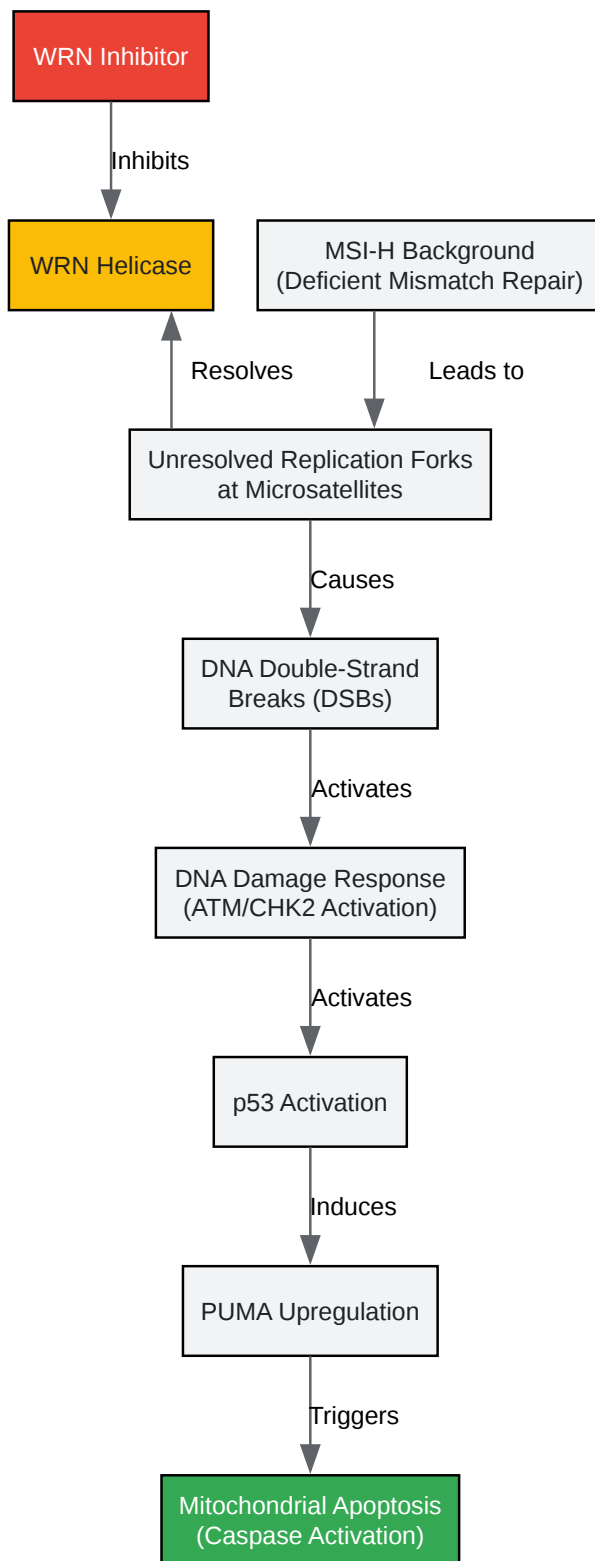 WRN Inhibitor
Inhibits
WRN Helicase
MSI-H Background
(Deficient Mismatch Repair)
Resolves
Leads to
Unresolved Replication Forks
at Microsatellites
Causes
DNA Double-Strand
Breaks (DSBs)
Activates
DNA Damage Response
(ATM/CHK2 Activation)
Activates
p53 Activation
Induces
PUMA Upregulation
Triggers
Mitochondrial Apoptosis
(Caspase Activation)